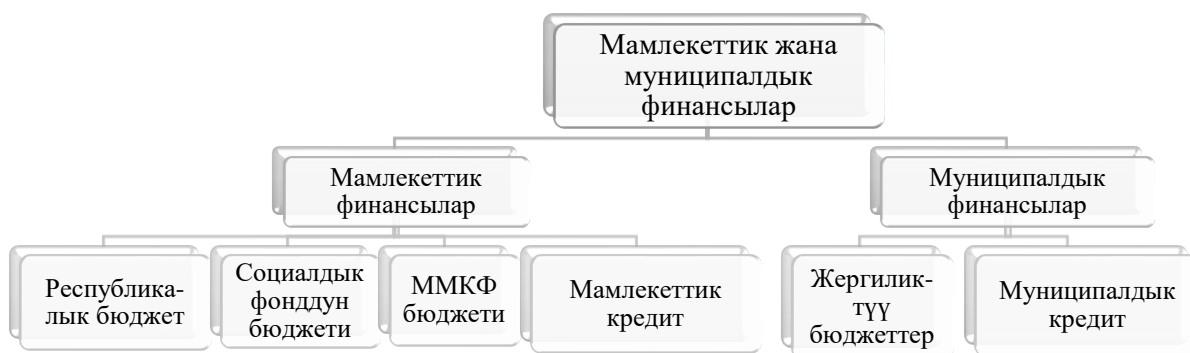 Мамлекеттик жана
муниципалдык
финансылар
Мамлекеттик
финансылар
Муниципалдык
финансылар
Республика-
лык бюджет
Социалдык
фонддун
бюджети
ММКФ
бюджети
Мамлекеттик
кредит
Жергилик-
түү
бюджеттер
Муниципалдык
кредит